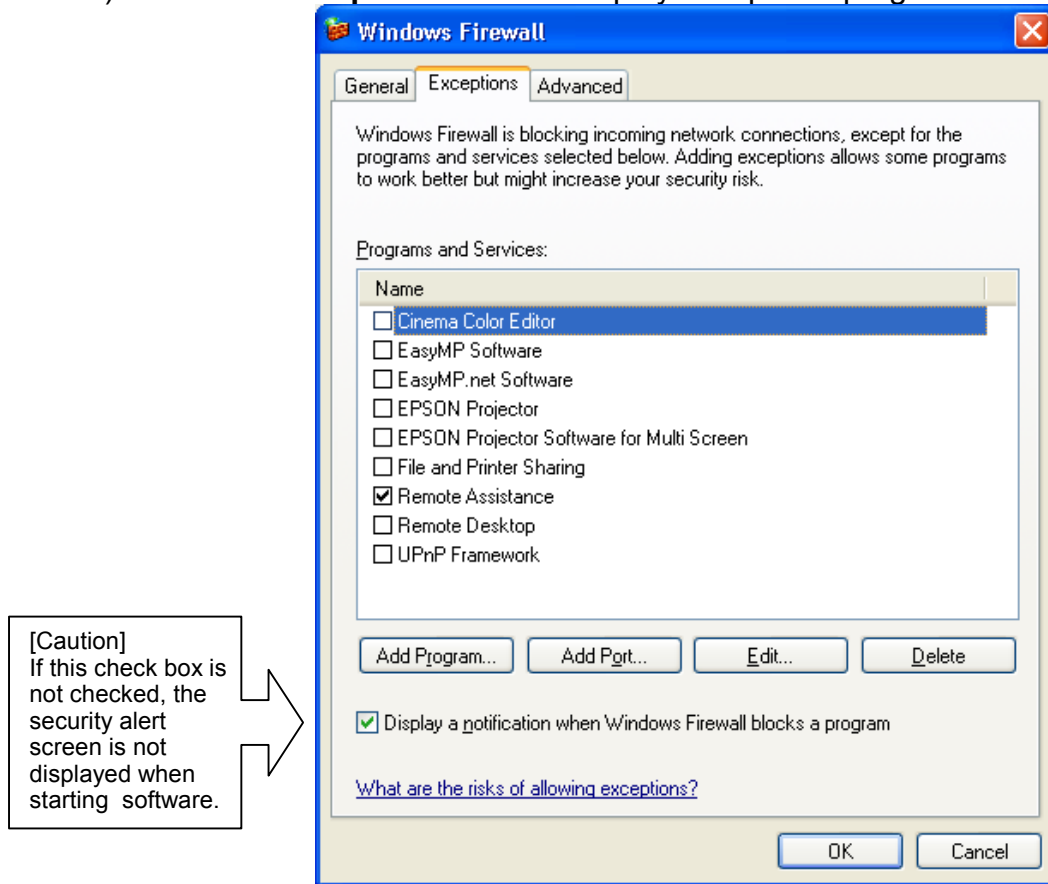 Windows Firewall
General Exceptions Advanced
Windows Firewall is blocking incoming network connections, except for the
programs and services selected below. Adding exceptions allows some programs
to work better but might increase your security risk.
Programs and Services:
Name
Cinema Color Editor
EasyMP Software
EasyMP.net Software
EPSON Projector
EPSON Projector Software for Multi Screen
File and Printer Sharing
Remote Assistance
Remote Desktop
UPnP Framework
Add Program... Add Port... Edit... Delete
[Caution]
If this check box is
not checked, the
security alert
screen is not
displayed when
starting software.
Display a notification when Windows Firewall blocks a program
What are the risks of allowing exceptions?
OK Cancel